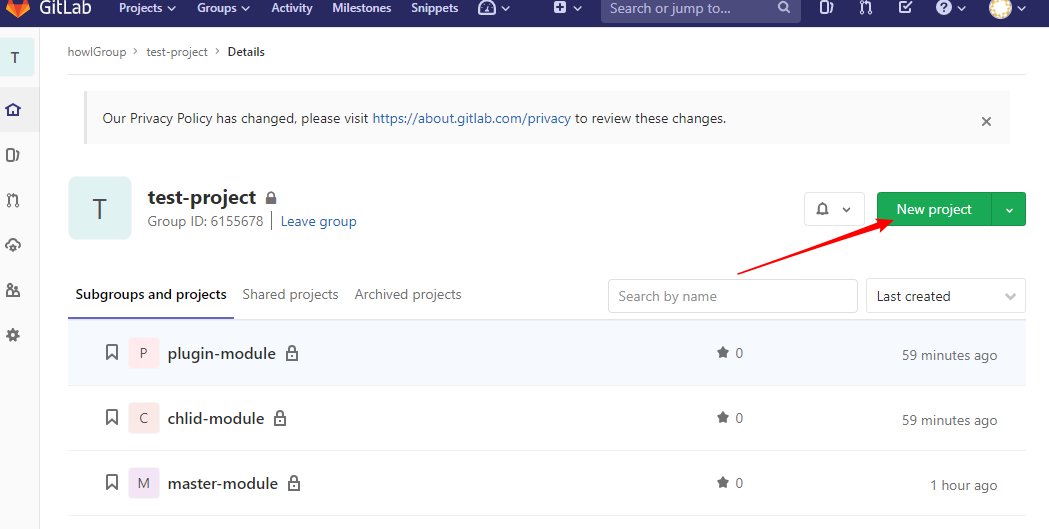 GitLab Projects Groups Activity Milestones Snippets Search or jump to...
T howlGroup > test-project > Details
Our Privacy Policy has changed, please visit https://about.gitlab.com/privacy to review these changes.
T
test-project
Group ID: 6155678 Leave group
New project
Subgroups and projects Shared projects Archived projects Search by name Last created
P plugin-module 0 59 minutes ago
C chlid-module 0 59 minutes ago
M master-module 0 1 hour ago